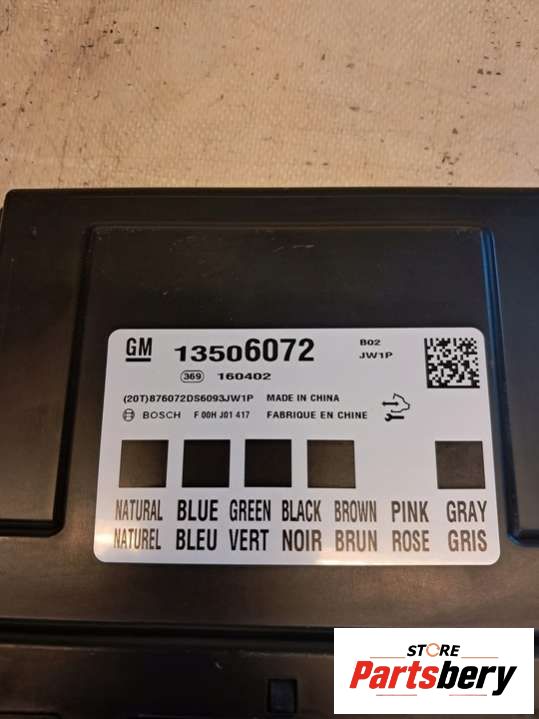 GM 13506072 B02
JW1P
369 160402
(20T)876072DS6093JW1P MADE IN CHINA
BOSCH F 00H J01 417 FABRIQUE EN CHINE
NATURAL BLUE GREEN BLACK BROWN PINK GRAY
NATUREL BLEU VERT NOIR BRUN ROSE GRIS
STORE
Partsbery